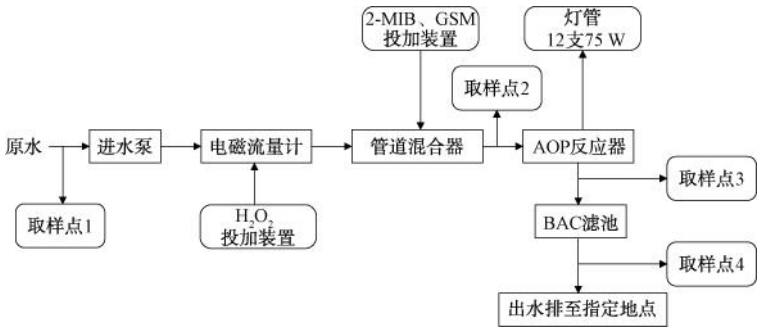 2-MIB、GSM
投加装置
灯管
12支75 W
取样点2
原水
进水泵
电磁流量计
管道混合器
AOP反应器
取样点1
H₂O₂
投加装置
取样点3
BAC滤池
取样点4
出水排至指定地点